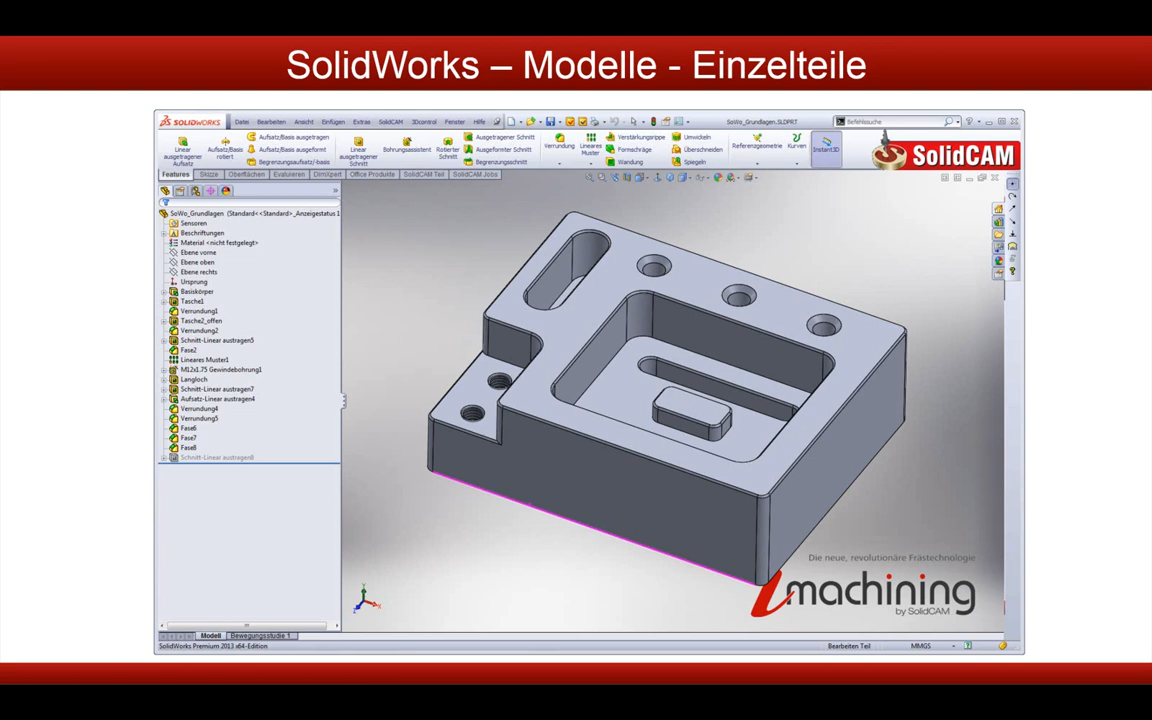 SolidWorks – Modelle - Einzelteile
SOLIDWORKS Datei Bearbeiten Ansicht Einfügen Extras SolidCAM 3Dcontrol Fenster Hilfe SoWo_Grundlagen.SLDPRT Befehlssuche
Linear ausgetragener Aufsatz
Aufsatz/Basis rotiert
Aufsatz/Basis ausgetragen
Aufsatz/Basis ausgeformt
Begrenzungsaufsatz/-basis
Linear ausgetragener Schnitt
Bohrungsassistent
Rotierter Schnitt
Ausgetragener Schnitt
Ausgeformter Schnitt
Begrenzungsschnitt
Verrundung
Lineares Muster
Verstärkungsrippe
Formschräge
Wandung
Umwickeln
Überschneiden
Spiegeln
Referenzgeometrie
Kurven
Instant3D
SolidCAM
Features Skizze Oberflächen Evaluieren DimXpert Office Produkte SolidCAM Teil SolidCAM Jobs
SoWo_Grundlagen (Standard<<Standard>_Anzeigestatus 1
Sensoren
Beschriftungen
Material <nicht festgelegt>
Ebene vorne
Ebene oben
Ebene rechts
Ursprung
Basiskörper
Tasche1
Verrundung1
Tasche2_offen
Verrundung2
Schnitt-Linear austragen5
Fase2
Lineares Muster1
M12x1.75 Gewindebohrung1
Langloch
Schnitt-Linear austragen7
Aufsatz-Linear austragen4
Verrundung4
Verrundung5
Fase6
Fase7
Fase8
Schnitt-Linear austragen8
Die neue, revolutionäre Frästechnologie
imachining
by SolidCAM
Y
X
Z
Modell Bewegungsstudie 1
SolidWorks Premium 2013 x64-Edition Bearbeiten Teil MMGS